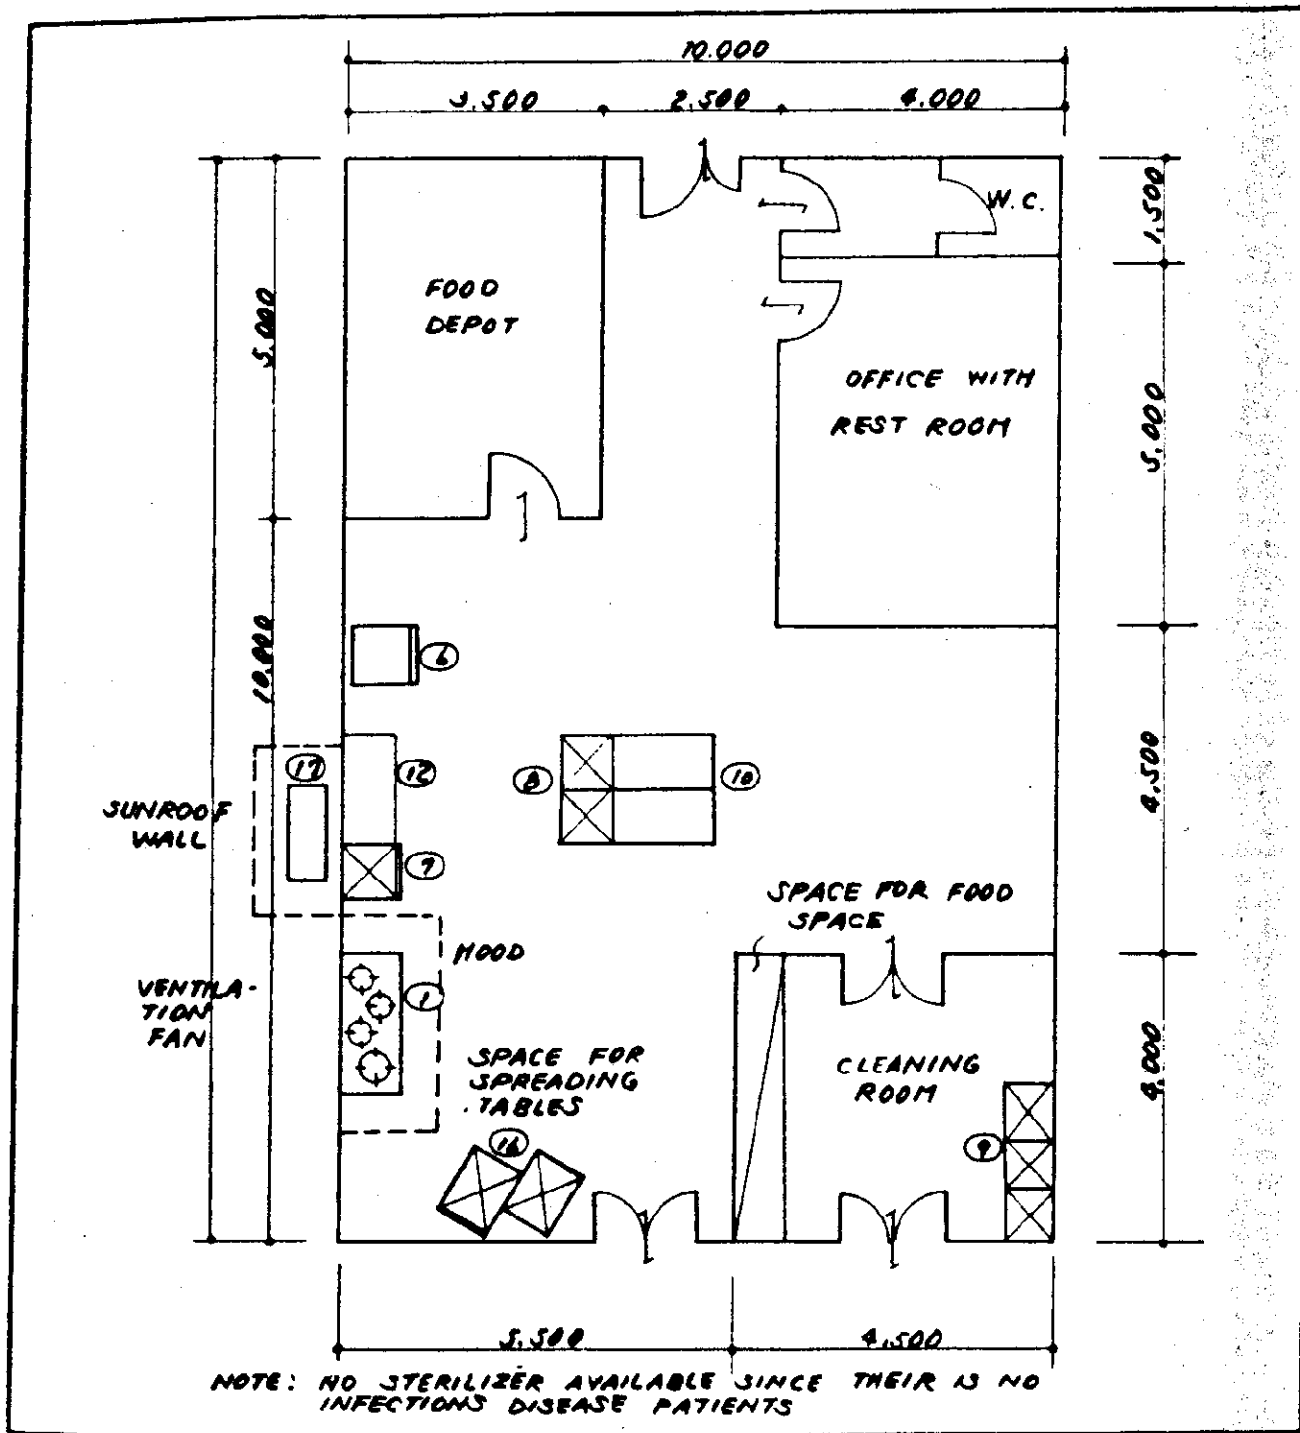 10.000
3.500 2.500 4.000
W.C.
1.500
FOOD
DEPOT
5.000
OFFICE WITH
REST ROOM
5.000
10.000
6
17
12
8
10
SUNROOF
WALL
4.500
7
SPACE FOR FOOD
SPACE
HOOD
VENTILA-
TION
FAN
1
SPACE FOR
SPREADING
TABLES
CLEANING
ROOM
4.000
16
9
5.500 4.500
NOTE: NO STERILIZER AVAILABLE SINCE THEIR IS NO
INFECTIONS DISEASE PATIENTS